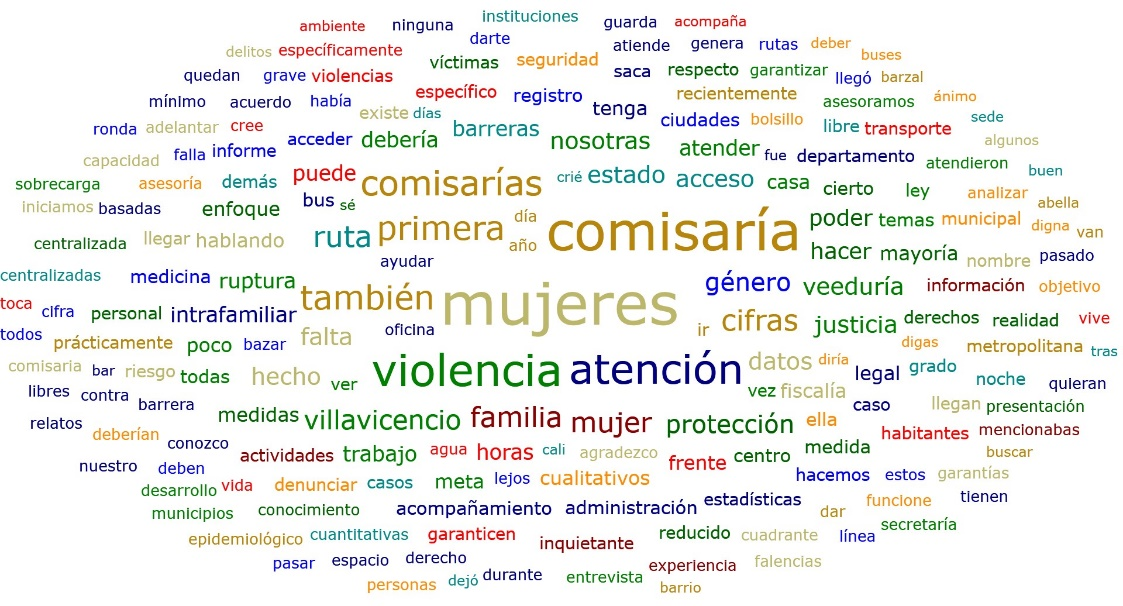 instituciones
ambiente ninguna guarda acompaña
darte
delitos específicamente atiende genera rutas deber
víctimas seguridad buses
quedan grave violencias saca respecto garantizar llegó barzal
específico registro recientemente ánimo
mínimo acuerdo había tenga asesoramos
existe días ciudades bolsillo sede
ronda adelantar cree barreras libre transporte
acceder debería nosotras atender algunos
capacidad falla informe fue departamento atendieron
sobrecarga asesoría demás puede comisarías crié estado acceso casa cierto ley analizar buen
iniciamos basadas enfoque bus sé poder temas municipal abella
día comisaría digna van
centralizada llegar hablando ruta primera año hacer mayoría nombre pasado
ayudar
centralizadas medicina ruptura género veeduría información objetivo
toca cifra personal intrafamiliar también mujeres cifras justicia derechos realidad vive
todos prácticamente poco bazar falta oficina ir digas metropolitana tras
comisaria bar riesgo todas hecho ver violencia atención datos diría legal grado noche quieran
libres contra barrera vez fiscalía caso llegan presentación
relatos medidas villavicencio familia mujer protección ella habitantes mencionabas
deberían conozco
actividades trabajo agua horas cali agradezco frente centro medida buscar
nuestro deben vida denunciar casos meta lejos cualitativos hacemos estos garantías
desarrollo estadísticas funcione tienen
municipios conocimiento acompañamiento administración dar secretaría
epidemiológico cuantitativas garanticen inquietante reducido cuadrante línea
pasar espacio derecho experiencia falencias
personas dejó durante entrevista barrio